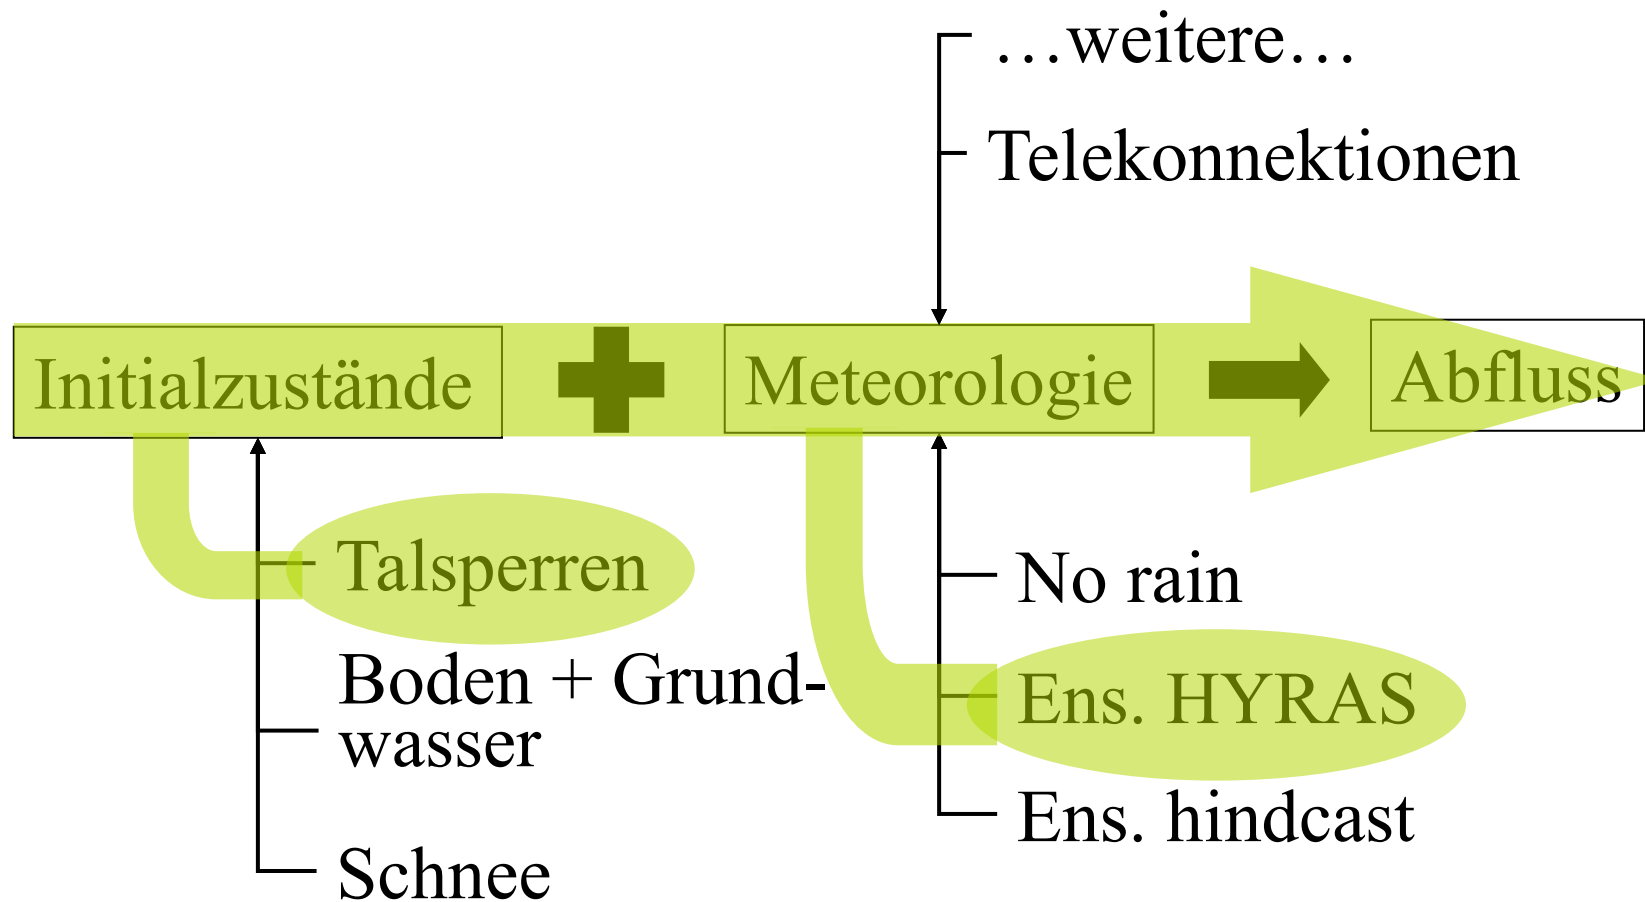 …weitere…
Telekonnektionen
Initialzustände
Meteorologie
Abfluss
Talsperren
Boden + Grund-
wasser
Schnee
No rain
Ens. HYRAS
Ens. hindcast